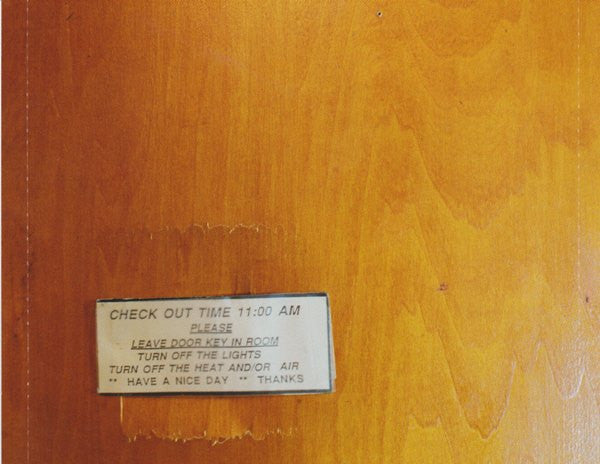 CHECK OUT TIME 11:00 AM
PLEASE
LEAVE DOOR KEY IN ROOM
TURN OFF THE LIGHTS
TURN OFF THE HEAT AND/OR AIR
** HAVE A NICE DAY ** THANKS